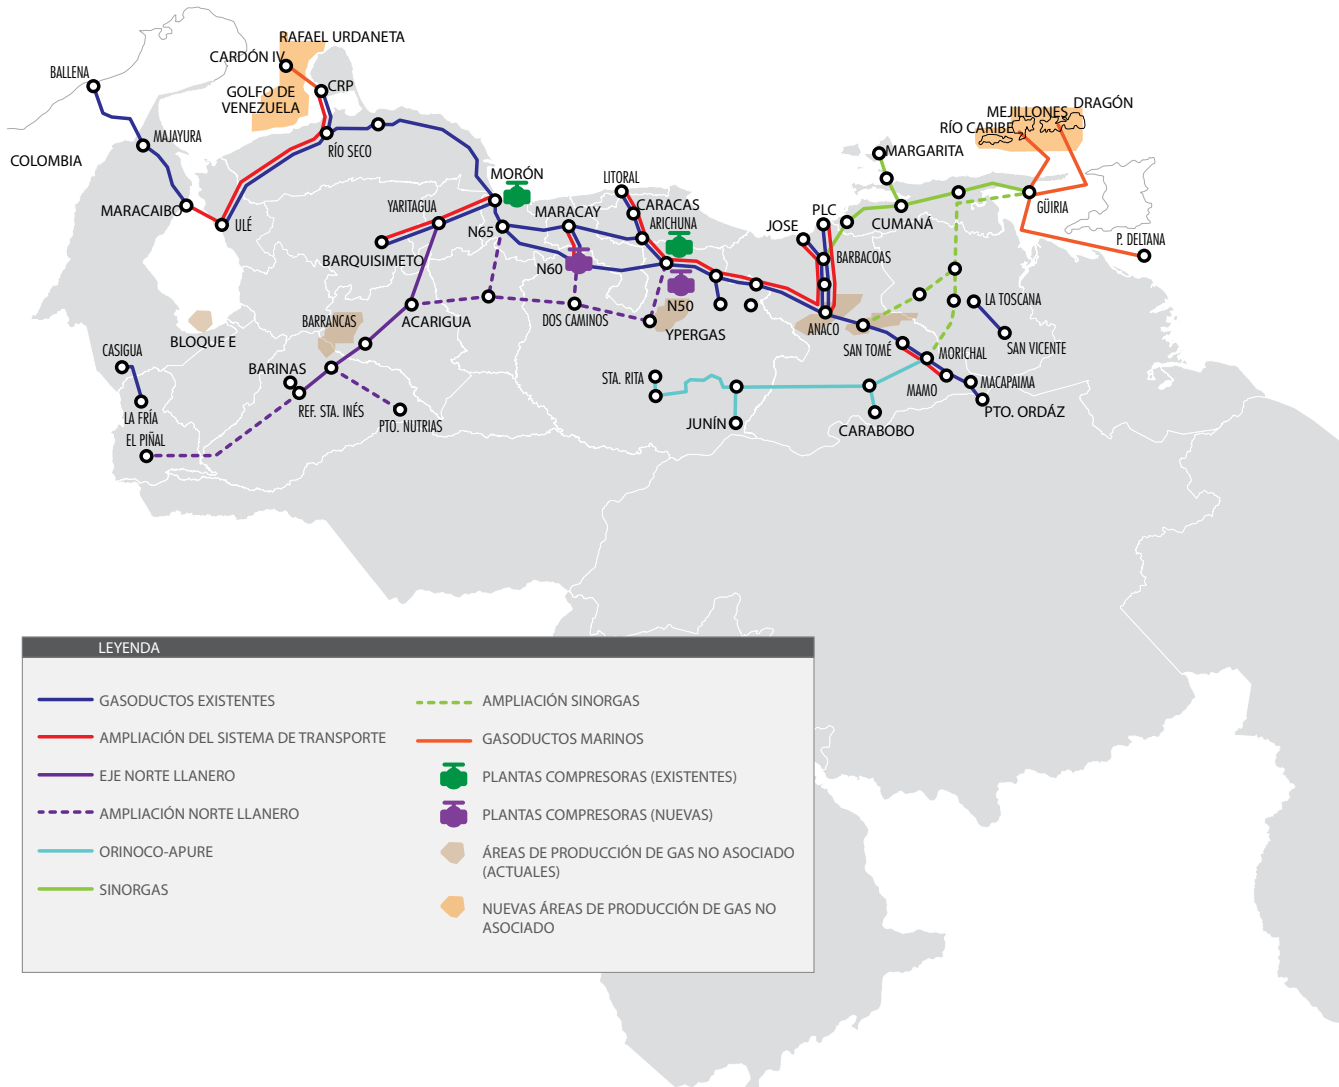 RAFAEL URDANETA
CARDÓN IV
BALLENA
CRP
GOLFO DE
VENEZUELA
MAJAYURA
RÍO SECO
COLOMBIA
MARACAIBO
ULÉ
MORÓN
YARITAGUA
N65
BARQUISIMETO
LITORAL
MARACAY
CARACAS
ARICHUNA
N60
N50
DOS CAMINOS
YPERGAS
ACARIGUA
BARRANCAS
BLOQUE E
CASIGUA
BARINAS
LA FRÍA
REF. STA. INÉS
PTO. NUTRIAS
EL PIÑAL
DRAGÓN
MEJILLONES
RÍO CARIBE
MARGARITA
PLC
JOSE
CUMANÁ
GÜIRIA
BARBACOAS
P. DELTANA
ANACO
LA TOSCANA
SAN VICENTE
SAN TOMÉ
MORICHAL
MAMO
MACAPAIMA
PTO. ORDÁZ
STA. RITA
JUNÍN
CARABOBO
LEYENDA
GASODUCTOS EXISTENTES
AMPLIACIÓN DEL SISTEMA DE TRANSPORTE
EJE NORTE LLANERO
AMPLIACIÓN NORTE LLANERO
ORINOCO-APURE
SINORGAS
AMPLIACIÓN SINORGAS
GASODUCTOS MARINOS
PLANTAS COMPRESORAS (EXISTENTES)
PLANTAS COMPRESORAS (NUEVAS)
ÁREAS DE PRODUCCIÓN DE GAS NO ASOCIADO
(ACTUALES)
NUEVAS ÁREAS DE PRODUCCIÓN DE GAS NO
ASOCIADO